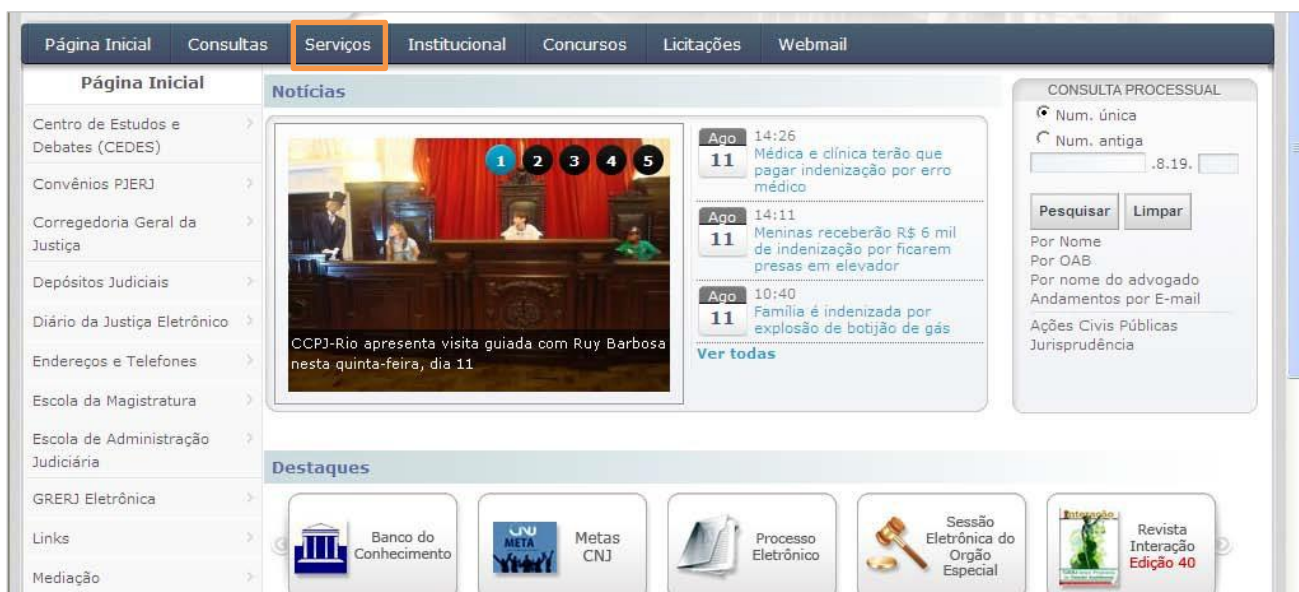 Página Inicial Consultas Serviços Institucional Concursos Licitações Webmail
Página Inicial
Centro de Estudos e
Debates (CEDES)
Convênios PJERJ
Corregedoria Geral da
Justiça
Depósitos Judiciais
Diário da Justiça Eletrônico
Endereços e Telefones
Escola da Magistratura
Escola de Administração
Judiciária
GRERJ Eletrônica
Links
Mediação
Notícias
1 2 3 4 5
CCPJ-Rio apresenta visita guiada com Ruy Barbosa
nesta quinta-feira, dia 11
Ago
11
14:26
Médica e clínica terão que
pagar indenização por erro
médico
Ago
11
14:11
Meninas receberão R$ 6 mil
de indenização por ficarem
presas em elevador
Ago
11
10:40
Família é indenizada por
explosão de botijão de gás
Ver todas
CONSULTA PROCESSUAL
Num. única
Num. antiga
.8.19.
Pesquisar Limpar
Por Nome
Por OAB
Por nome do advogado
Andamentos por E-mail
Ações Civis Públicas
Jurisprudência
Destaques
Banco do
Conhecimento
CNJ
META
Metas
CNJ
Processo
Eletrônico
Sessão
Eletrônica do
Orgão
Especial
Interação
Revista
Interação
Edição 40